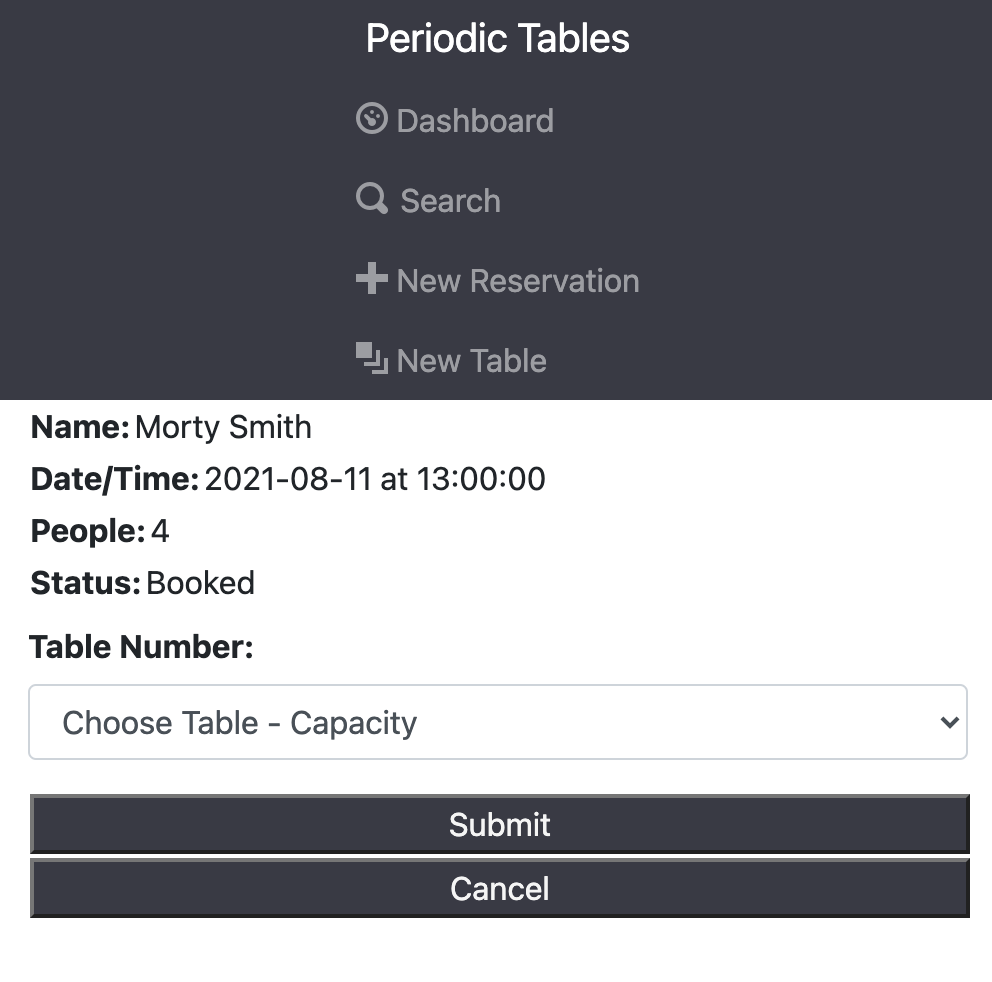 Periodic Tables
Dashboard
Search
New Reservation
New Table
Name: Morty Smith
Date/Time: 2021-08-11 at 13:00:00
People: 4
Status: Booked
Table Number:
Choose Table - Capacity
Submit
Cancel